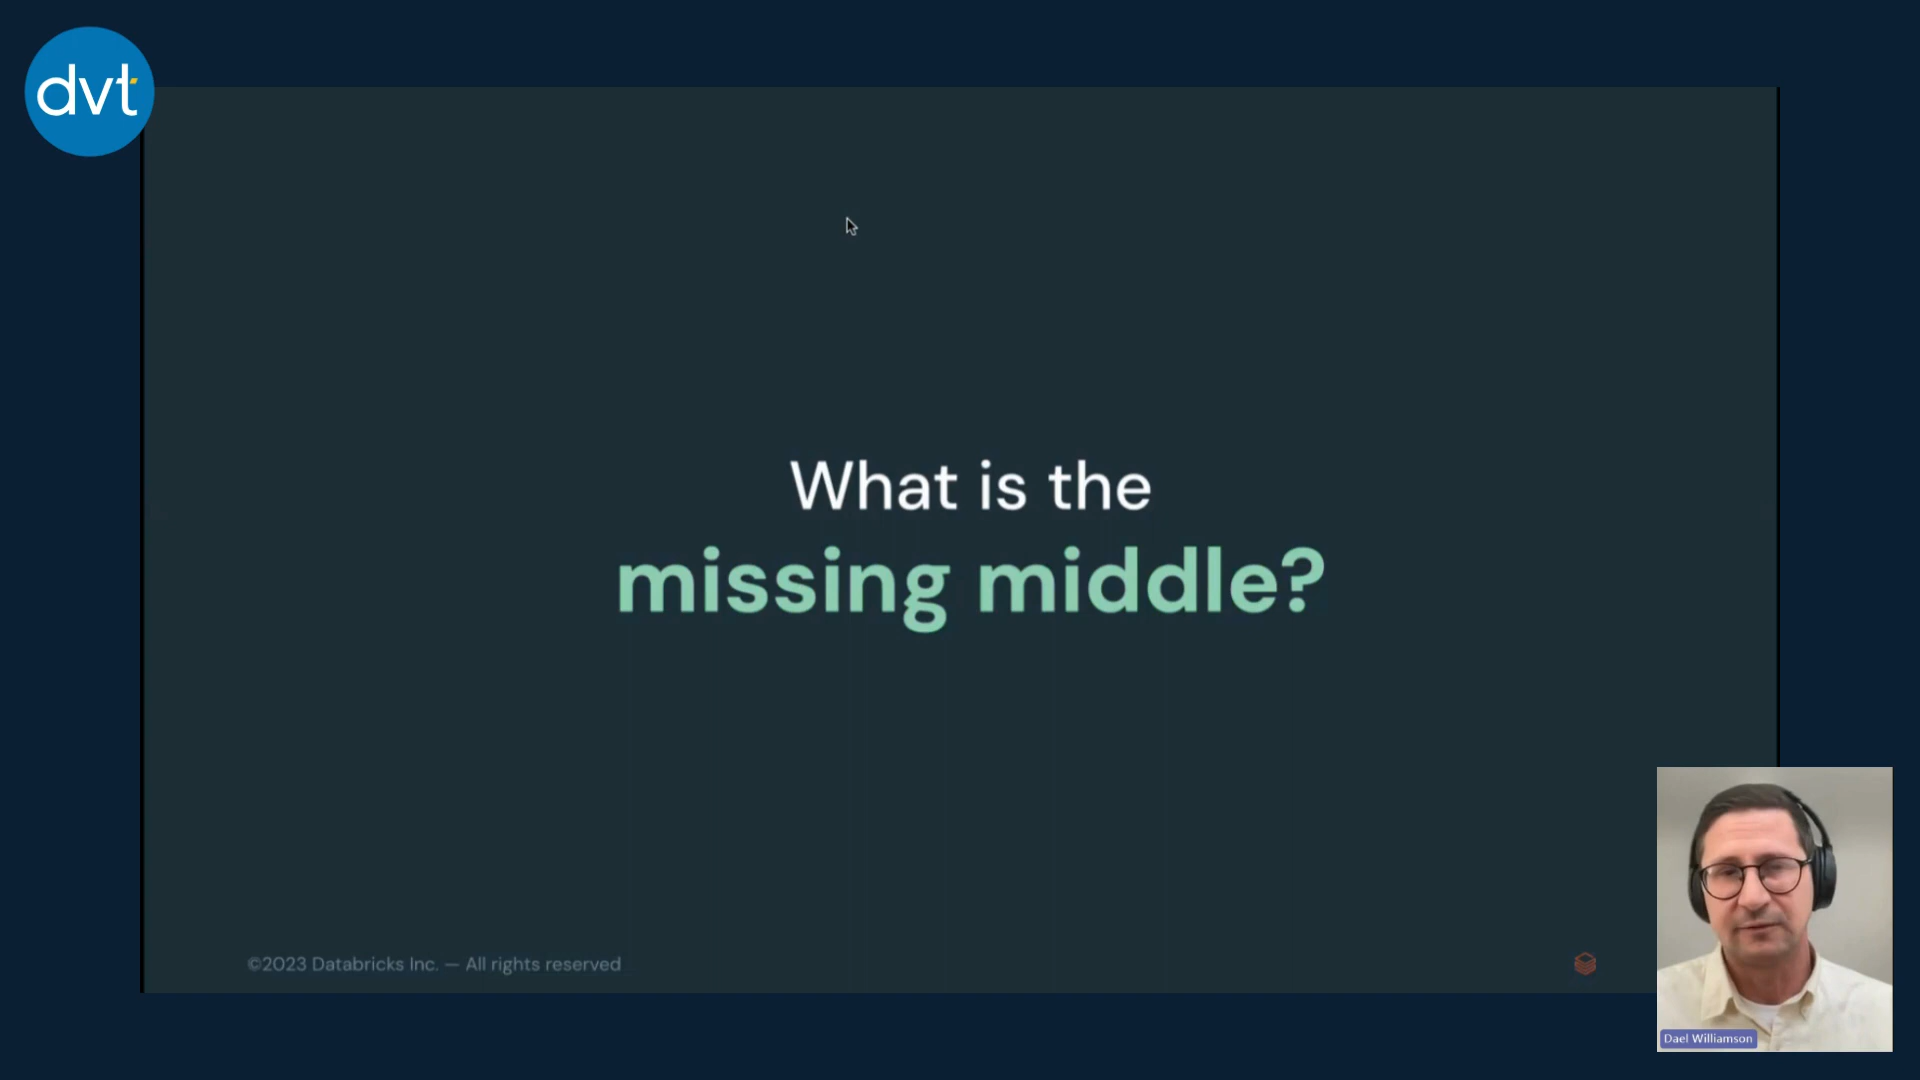 dvt
What is the
missing middle?
©2023 Databricks Inc. — All rights reserved
Dael Williamson